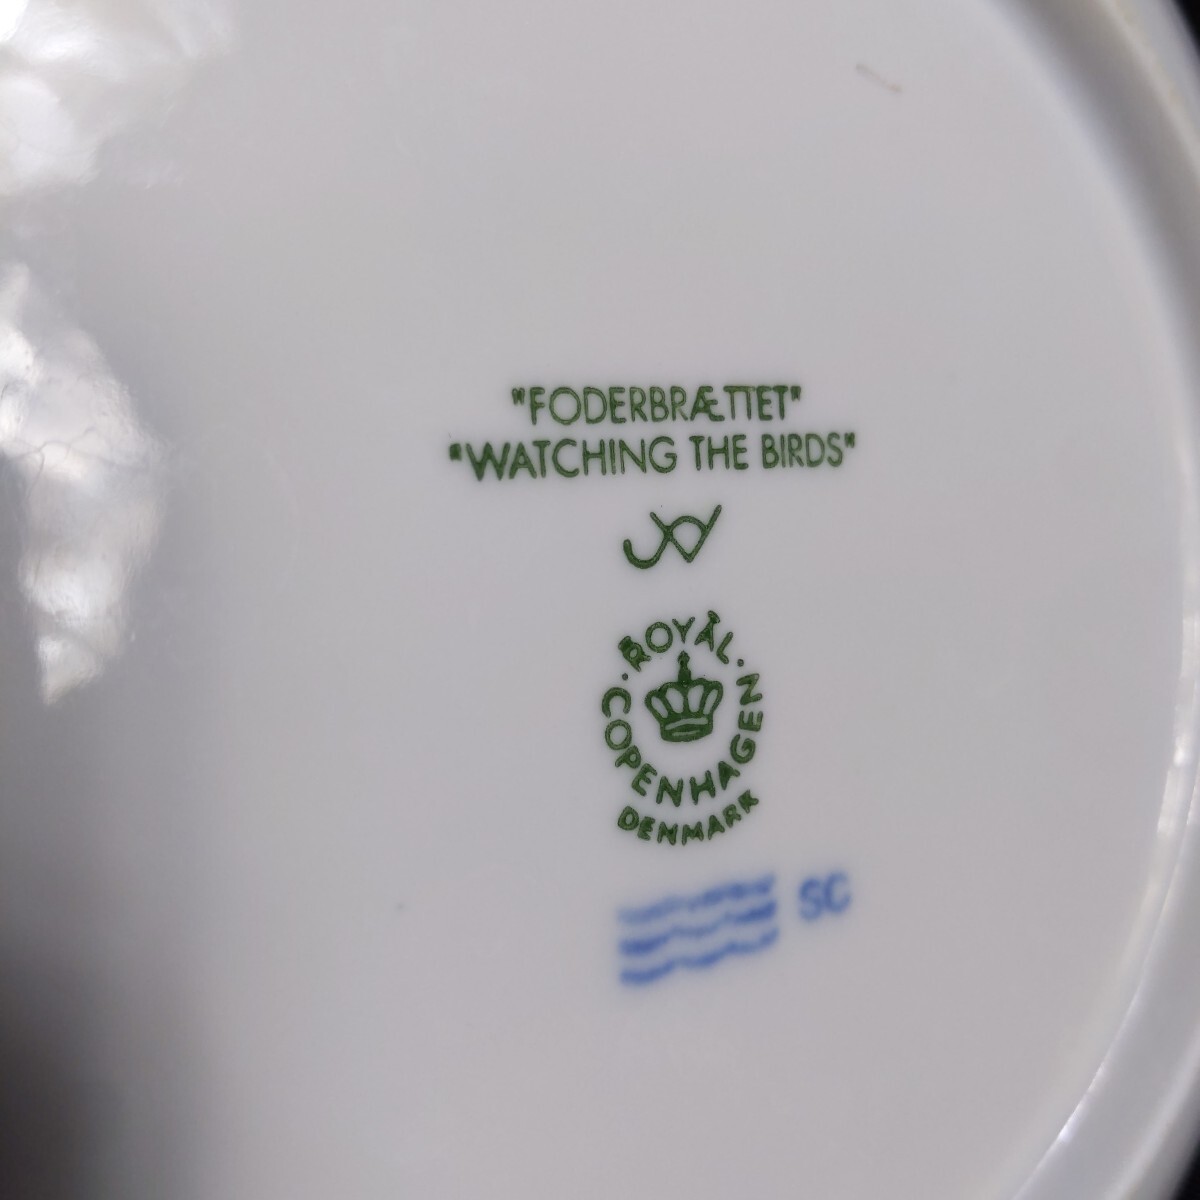 "FODERBRÆTTET"
"WATCHING THE BIRDS"
ROYAL
COPENHAGEN
DENMARK
SC